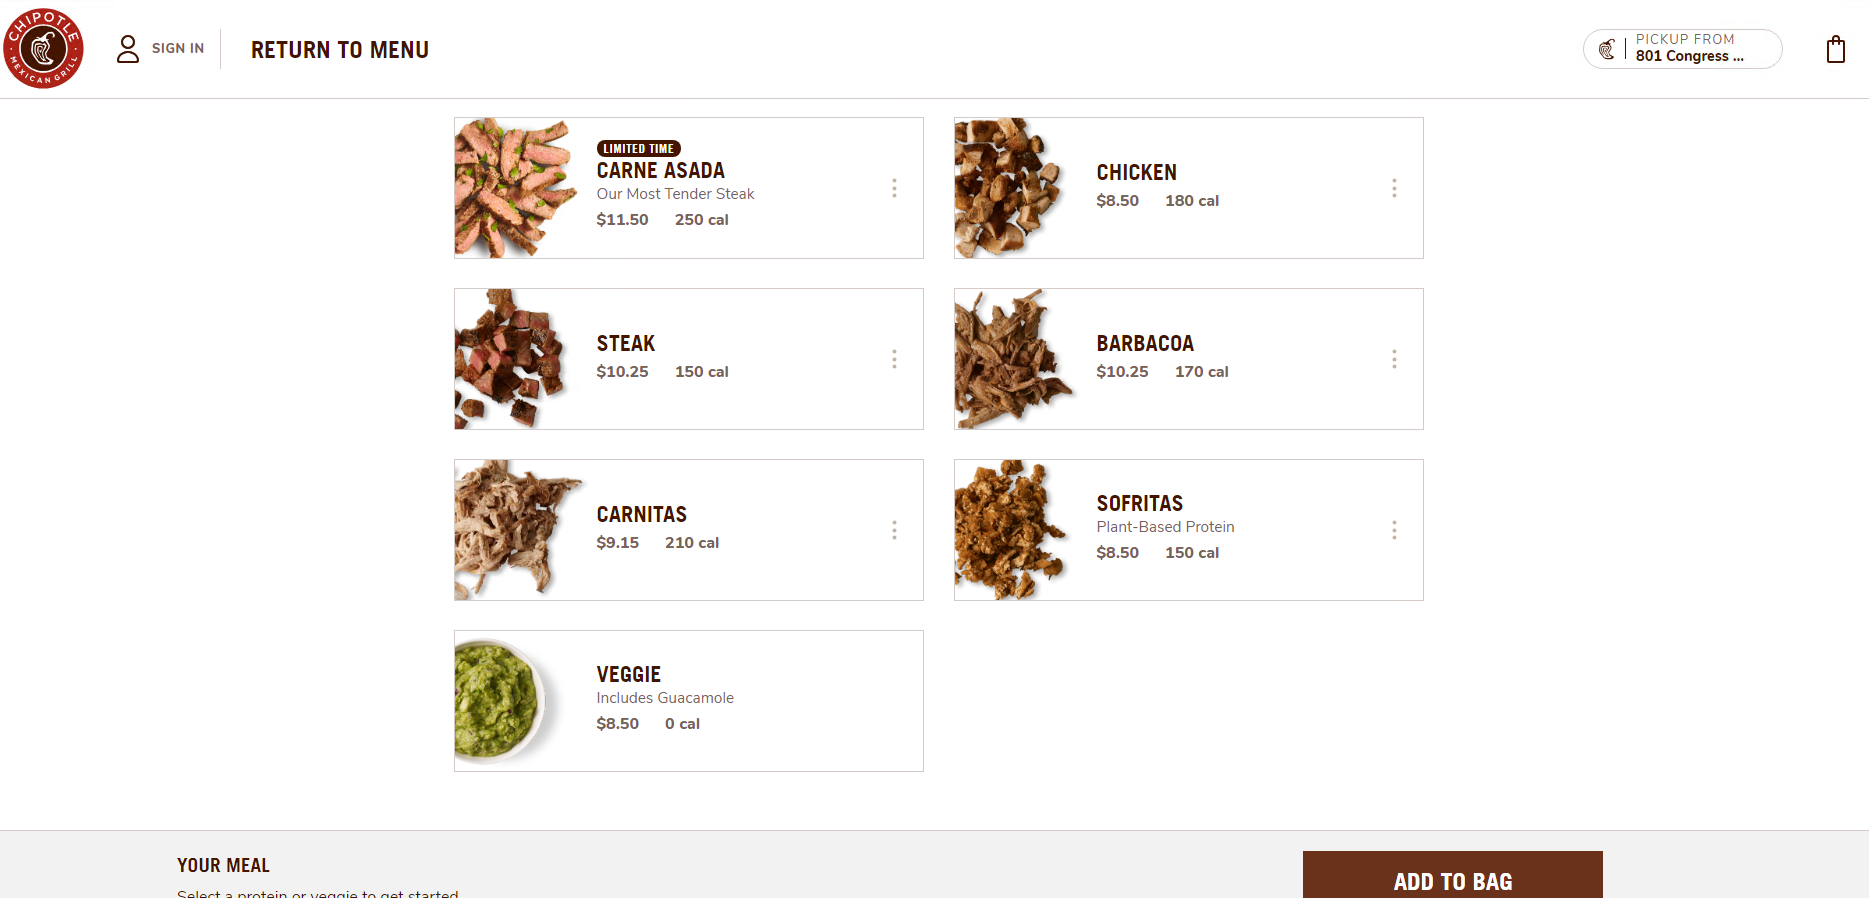 CHIPOTLE
MEXICAN GRILL
SIGN IN
RETURN TO MENU
PICKUP FROM
801 Congress ...
LIMITED TIME
CARNE ASADA
Our Most Tender Steak
$11.50 250 cal
CHICKEN
$8.50 180 cal
STEAK
$10.25 150 cal
BARBACOA
$10.25 170 cal
CARNITAS
$9.15 210 cal
SOFRITAS
Plant-Based Protein
$8.50 150 cal
VEGGIE
Includes Guacamole
$8.50 0 cal
YOUR MEAL
Select a protein or veggie to get started
ADD TO BAG